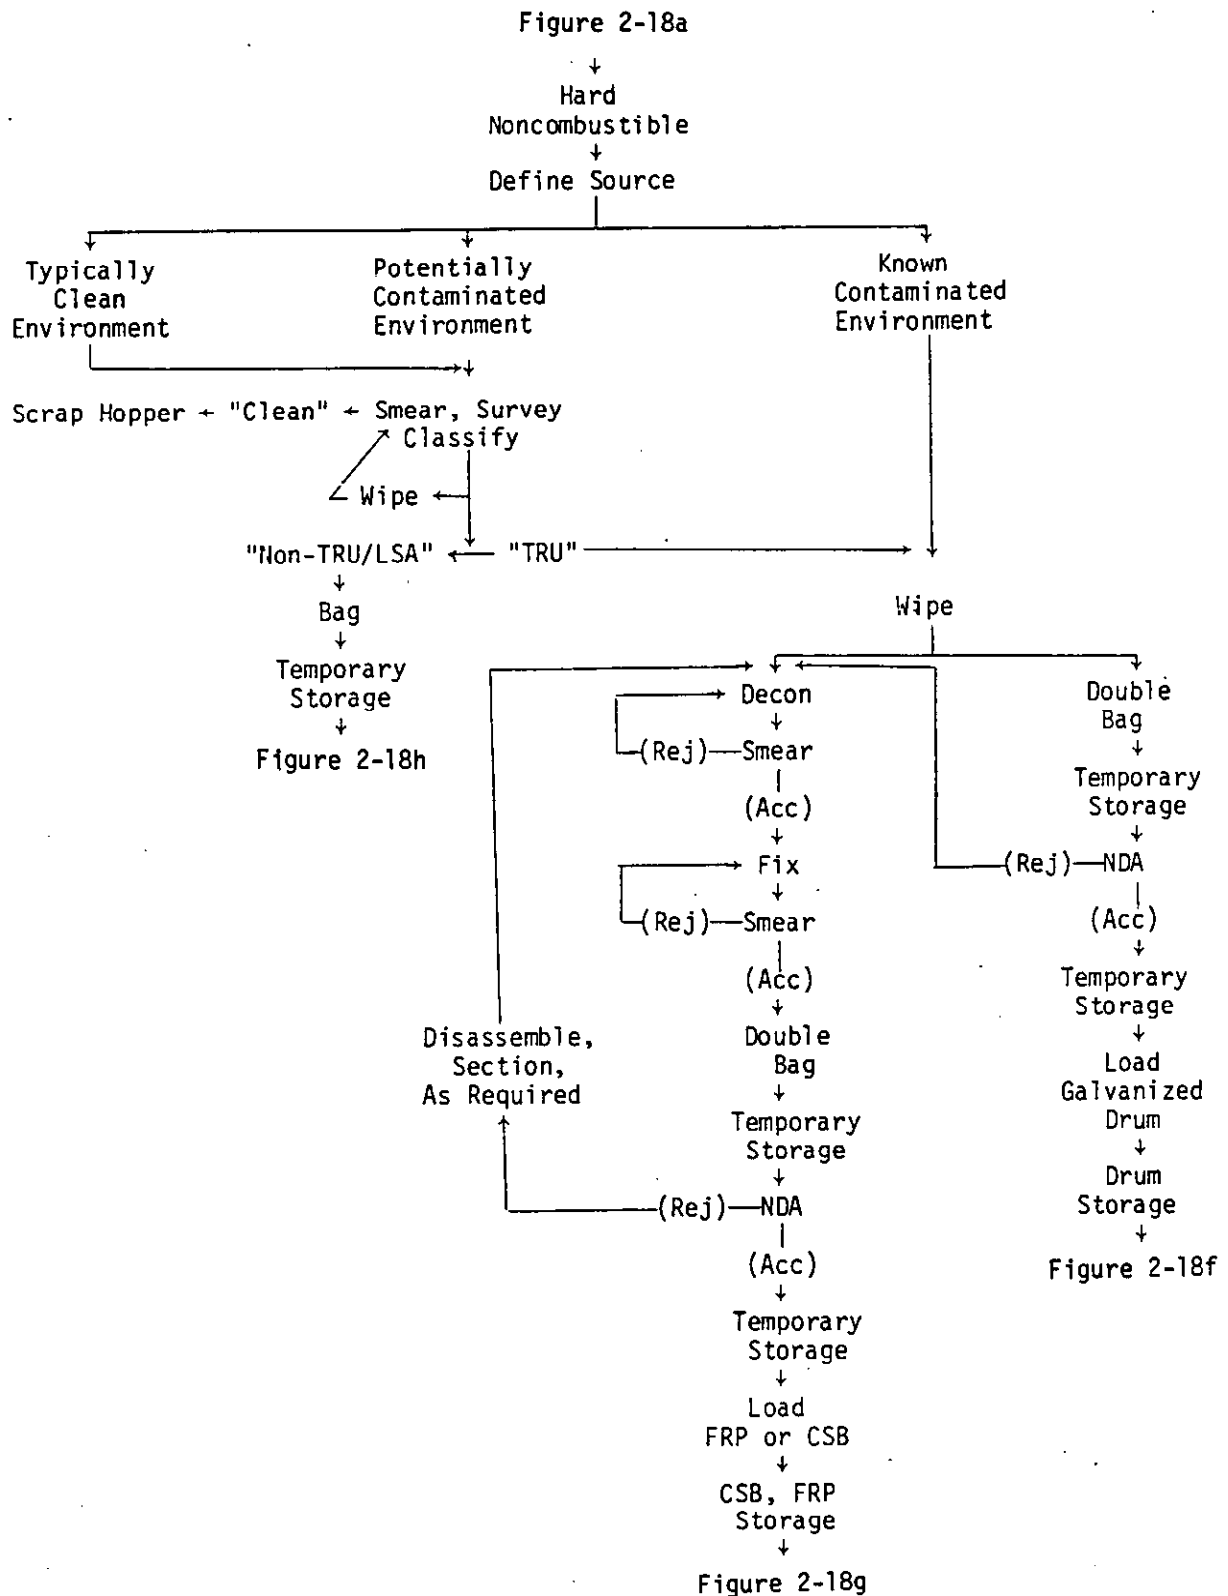 Figure 2-18a
↓
Hard
Noncombustible
↓
Define Source
Typically
Clean
Environment
Potentially
Contaminated
Environment
Known
Contaminated
Environment
Scrap Hopper ← "Clean" ← Smear, Survey
Classify
Wipe
"Non-TRU/LSA" ← "TRU"
Bag
Temporary
Storage
Figure 2-18h
Wipe
Decon
(Rej)—Smear
(Acc)
Fix
(Rej)—Smear
(Acc)
Double
Bag
Temporary
Storage
(Rej)—NDA
Disassemble,
Section,
As Required
(Acc)
Temporary
Storage
Load
FRP or CSB
CSB, FRP
Storage
Figure 2-18g
Double
Bag
Temporary
Storage
(Rej)—NDA
(Acc)
Temporary
Storage
Load
Galvanized
Drum
Drum
Storage
Figure 2-18f